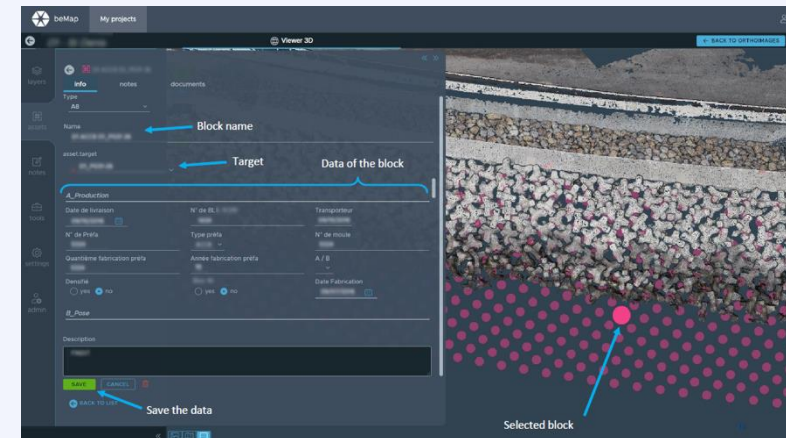 beMap My projects
Viewer 3D
← BACK TO ORTHOIMAGES
layers
assets
notes
tools
settings
admin
info notes documents
Type
A8
Name
Block name
asset.target
Target
Data of the block
A_Production
Date de livraison N° de BL Transporteur
N° de Préfa Type préfa N° de moule
Quantième fabrication préfa Année fabrication préfa A / B
Densifié
yes no yes no
Date Fabrication
B_Pose
Description
SAVE CANCEL
BACK TO LIST
Save the data
Selected block